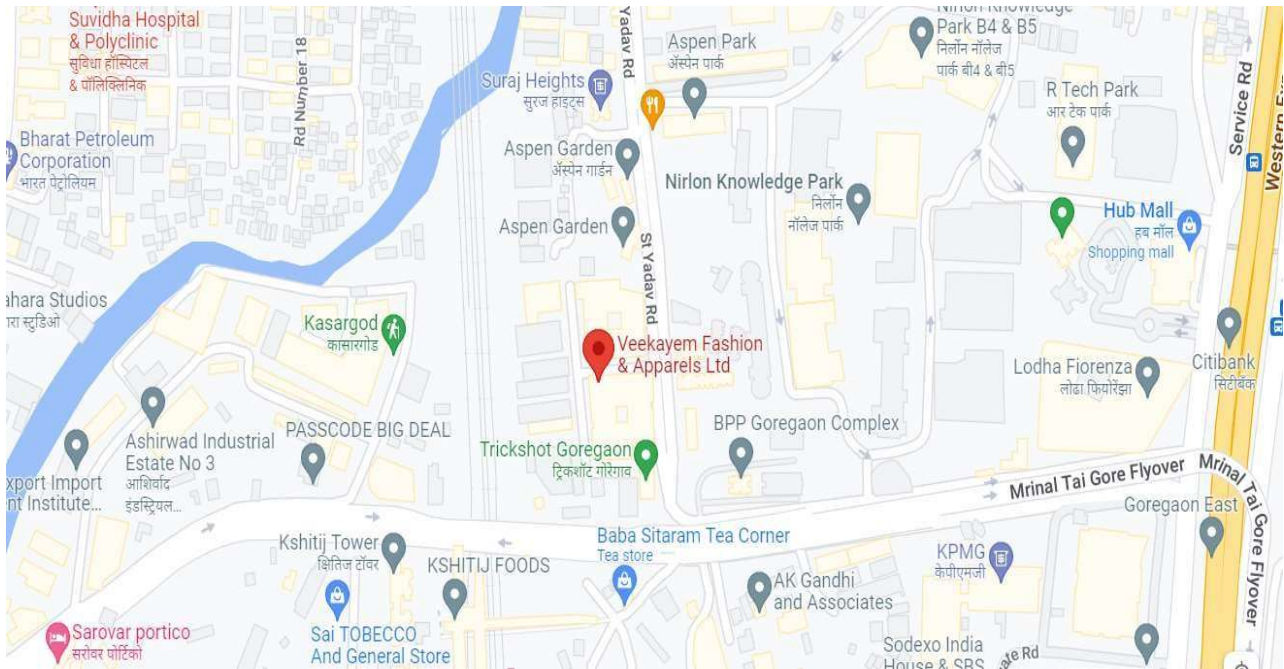 Suvidha Hospital
& Polyclinic
सुविधा हॉस्पिटल
& पॉलिक्लिनिक
Rd Number 18
Bharat Petroleum
Corporation
भारत पेट्रोलियम
Yadav Rd
Suraj Heights
सुरज हाइट्स
Aspen Park
ॲस्पेन पार्क
Park B4 & B5
निर्लोन नॉलेज
पार्क बी4 & बी5
R Tech Park
आर टेक पार्क
Service Rd
Western
Aspen Garden
ॲस्पेन गार्डन
Aspen Garden
Nirlon Knowledge Park
निर्लोन
नॉलेज पार्क
Hub Mall
हब मॉल
Shopping mall
St Yadav Rd
Studios
स्टुडिओ
Kasargod
कासारगोड
Veekayem Fashion
& Apparels Ltd
Lodha Fiorenza
लोढा फियोरेंझा
Citibank
सिटीबँक
Ashirwad Industrial
Estate No 3
आशिर्वाद
इंडस्ट्रियल...
PASSCODE BIG DEAL
Trickshot Goregaon
ट्रिकशॉट गोरेगाव
BPP Goregaon Complex
Import
Institute...
Mrinal Tai Gore Flyover
Mrinal Tai Gore Flyover
Goregaon East
Kshitij Tower
क्षितिज टॉवर
KSHITIJ FOODS
Baba Sitaram Tea Corner
Tea store
KPMG
केपीएमजी
AK Gandhi
and Associates
Sai TOBECCO
And General Store
Sarovar portico
सरोवर पोर्टिको
Sodexo India
House & SBS
Rd